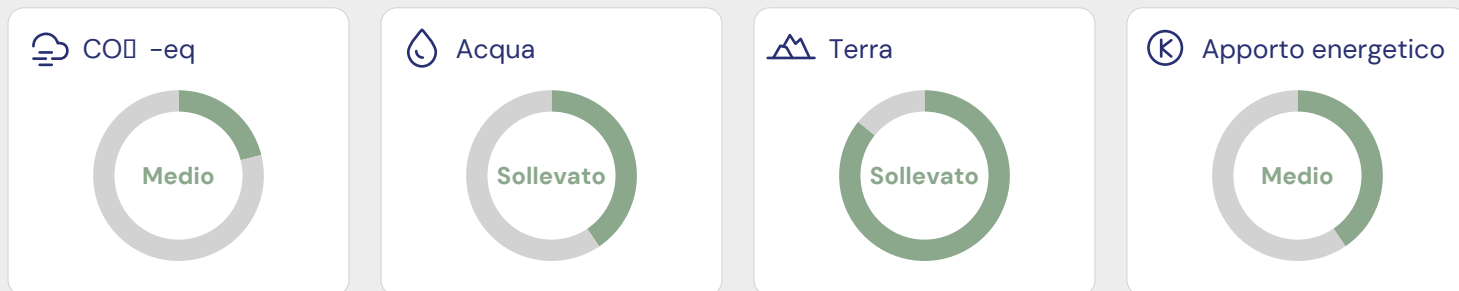 CO▯ -eq
Acqua
Terra
Apporto energetico
Medio
Sollevato
Sollevato
Medio